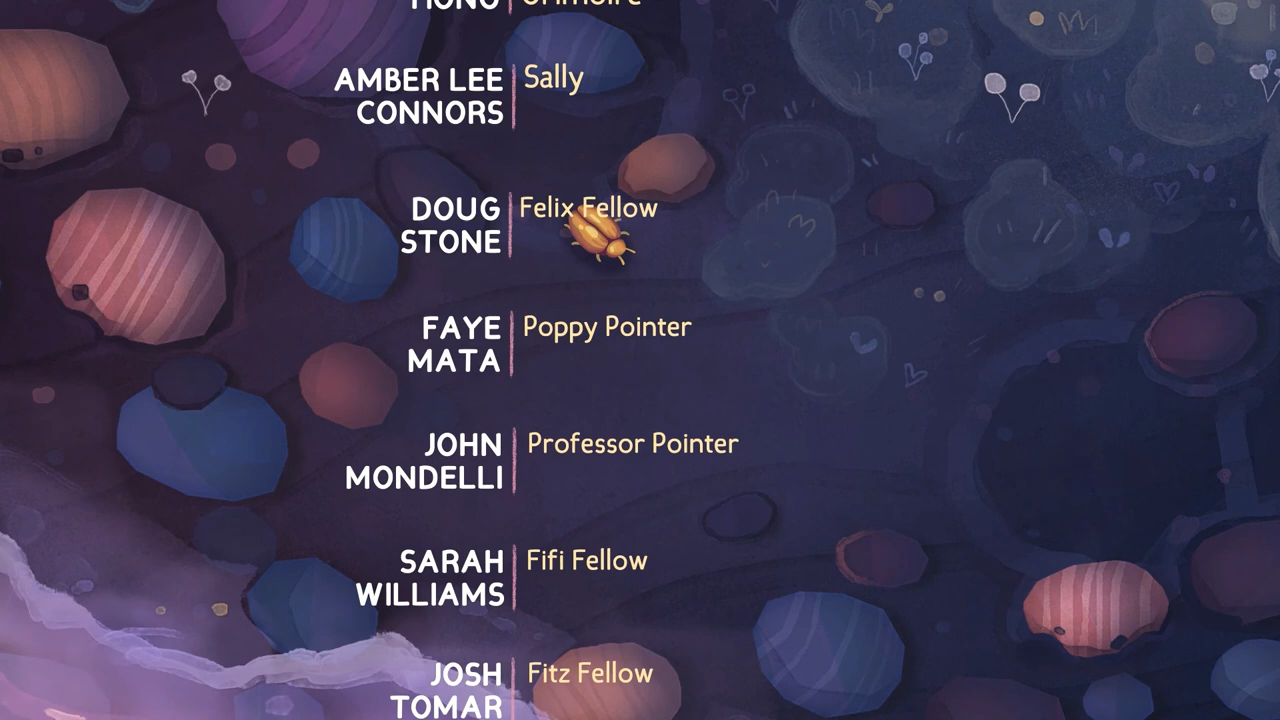 AMBER LEE Sally
CONNORS
DOUG Felix Fellow
STONE
FAYE Poppy Pointer
MATA
JOHN Professor Pointer
MONDELLI
SARAH Fifi Fellow
WILLIAMS
JOSH Fitz Fellow
TOMAR